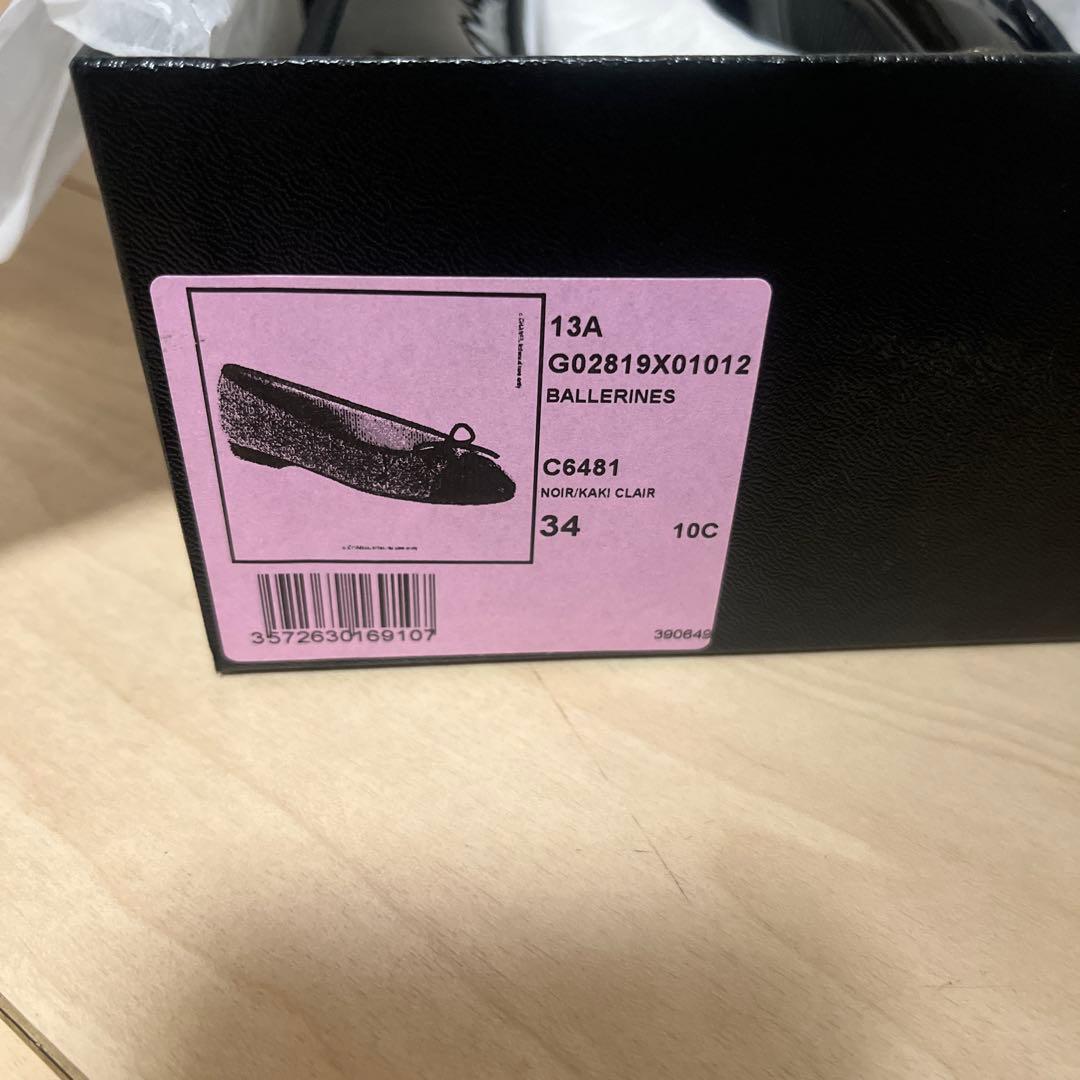 13A
G02819X01012
BALLERINES
C6481
NOIR/KAKI CLAIR
34 10C
3572630169107
390649